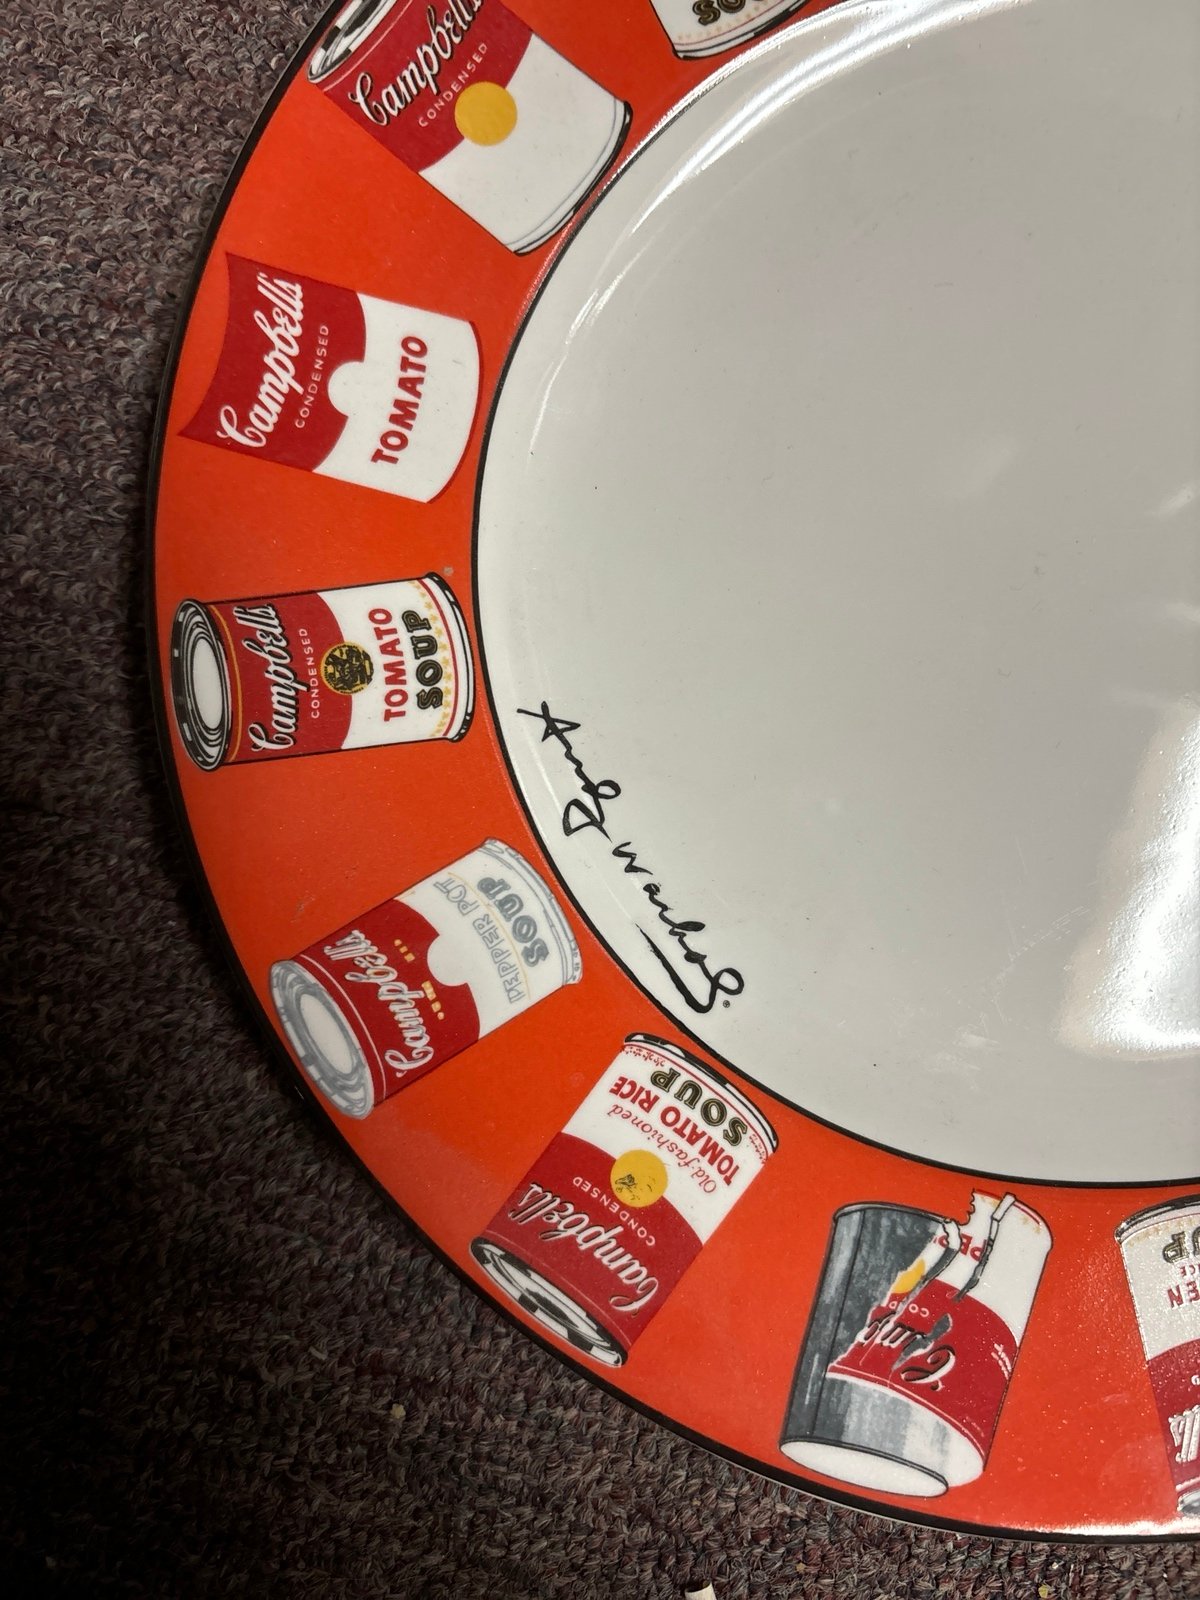 SOUP
Campbell's
CONDENSED
Campbell's
CONDENSED
TOMATO
Campbell's
CONDENSED
TOMATO
SOUP
Campbell's
PEPPER POT
SOUP
Campbell's
CONDENSED
Old-fashioned
TOMATO RICE
SOUP
Andy Warhol